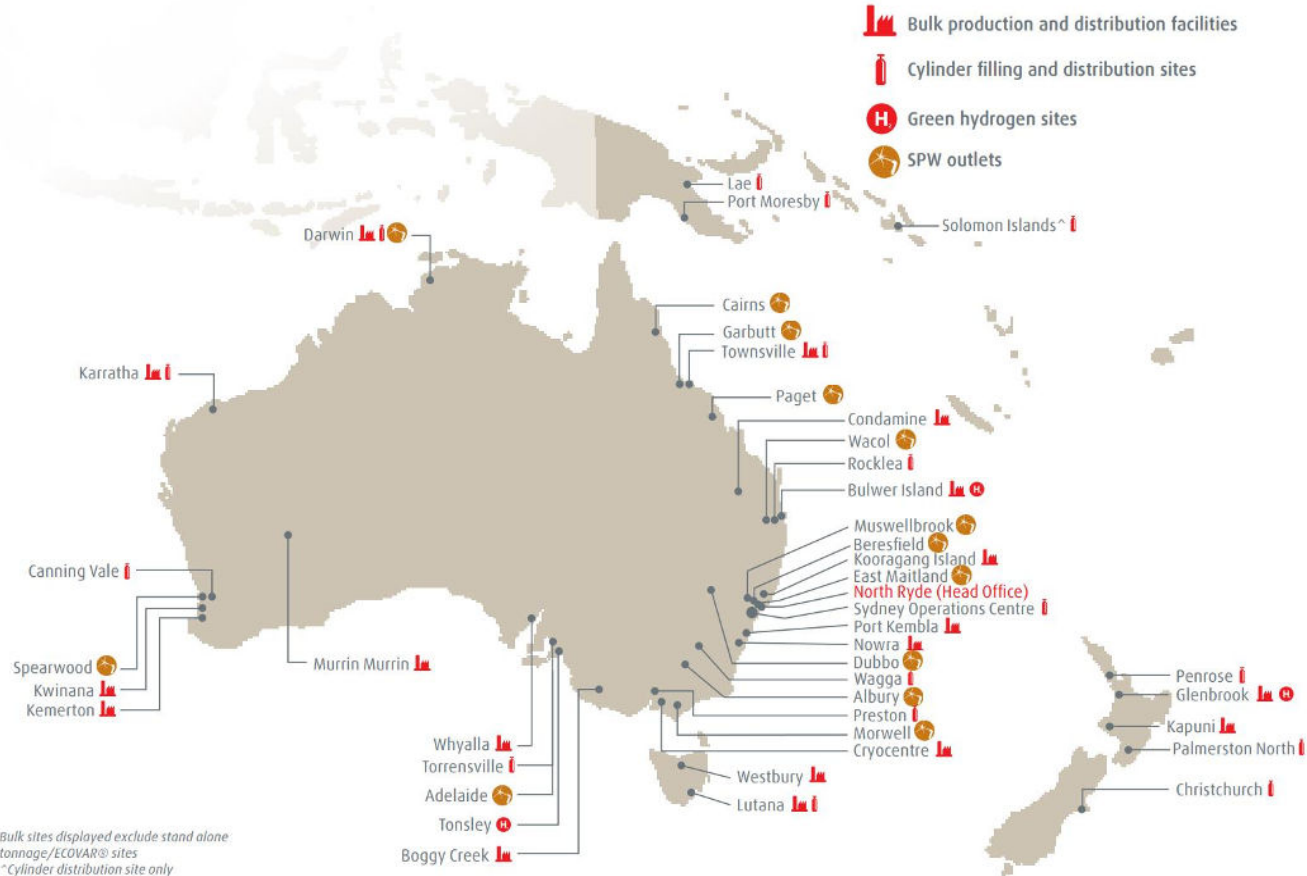 Bulk production and distribution facilities
Cylinder filling and distribution sites
H₂ Green hydrogen sites
SPW outlets
Lae
Port Moresby
Solomon Islands^
Darwin
Cairns
Garbutt
Townsville
Karratha
Paget
Condamine
Wacol
Rocklea
Bulwer Island H₂
Muswellbrook
Beresfield
Kooragang Island
East Maitland
North Ryde (Head Office)
Sydney Operations Centre
Port Kembla
Nowra
Dubbo
Wagga
Albury
Preston
Morwell
Cryocentre
Canning Vale
Spearwood
Kwinana
Kemerton
Murrin Murrin
Whyalla
Torrensville
Adelaide
Tonsley H₂
Boggy Creek
Westbury
Lutana
Penrose
Glenbrook H₂
Kapuni
Palmerston North
Christchurch
Bulk sites displayed exclude stand alone
tonnage/ECOVAR® sites
^Cylinder distribution site only